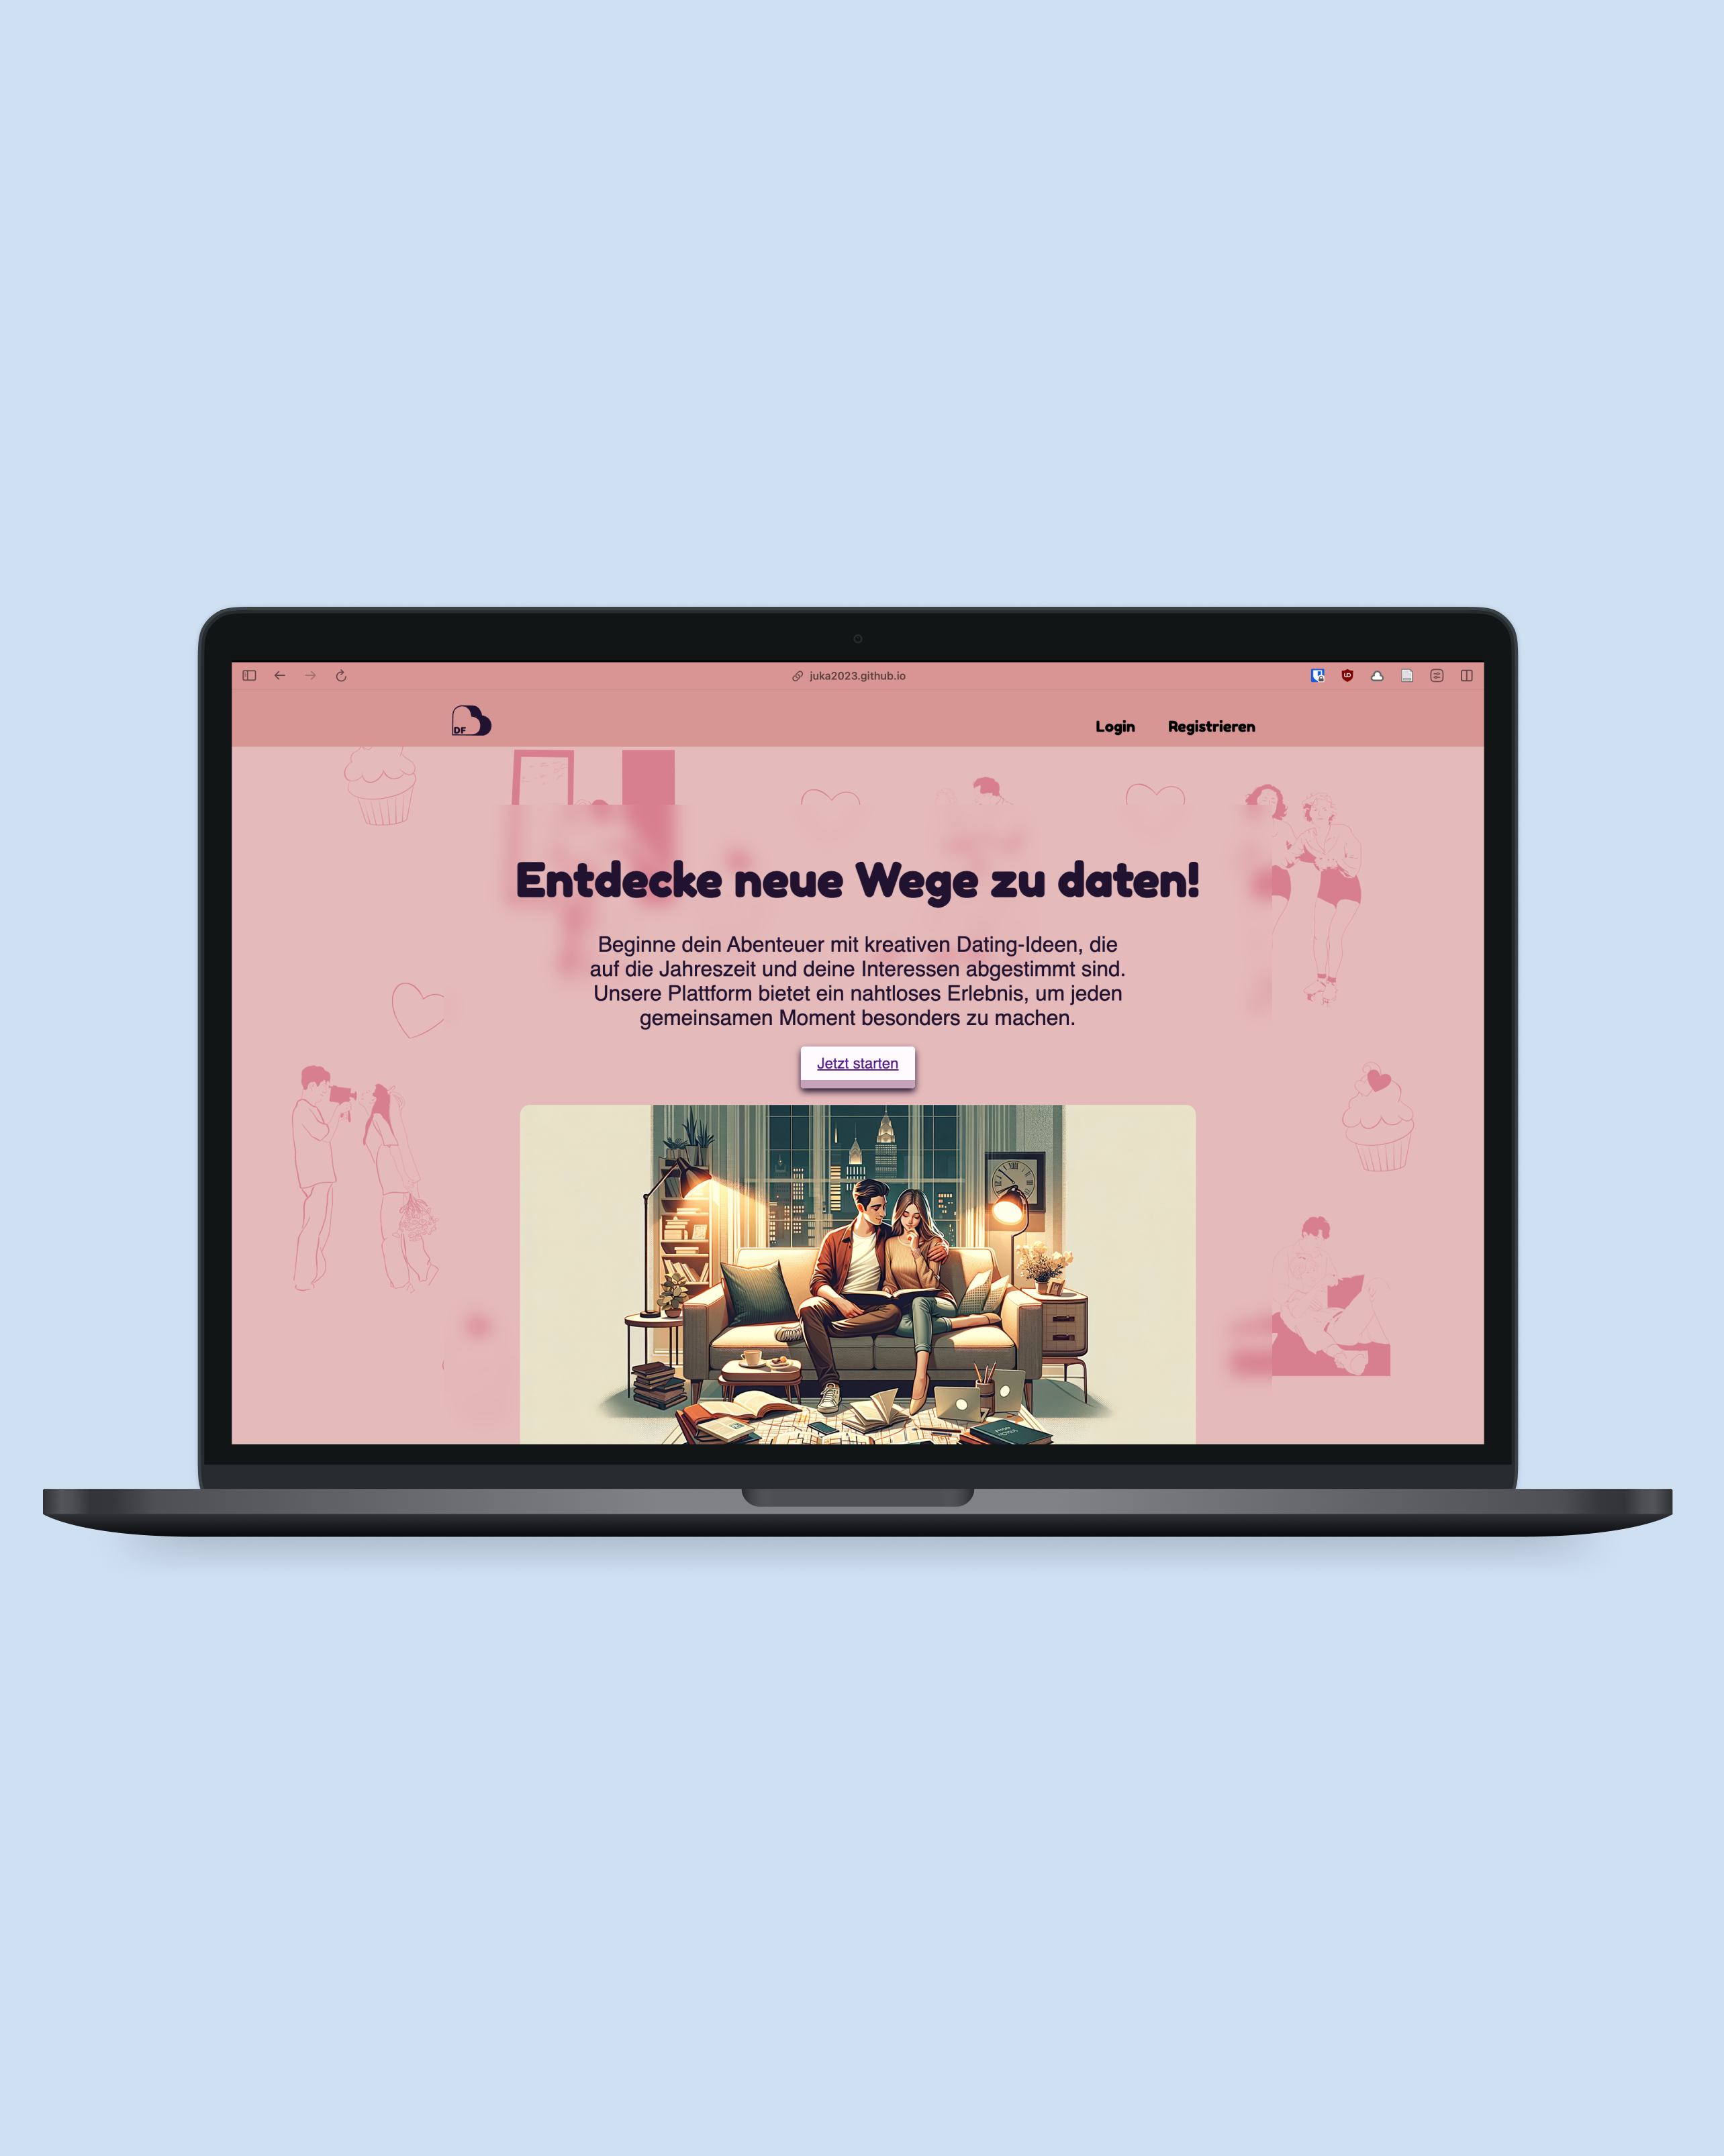 juka2023.github.io
DF
Login
Registrieren
Entdecke neue Wege zu daten!
Beginne dein Abenteuer mit kreativen Dating-Ideen, die
auf die Jahreszeit und deine Interessen abgestimmt sind.
Unsere Plattform bietet ein nahtloses Erlebnis, um jeden
gemeinsamen Moment besonders zu machen.
Jetzt starten